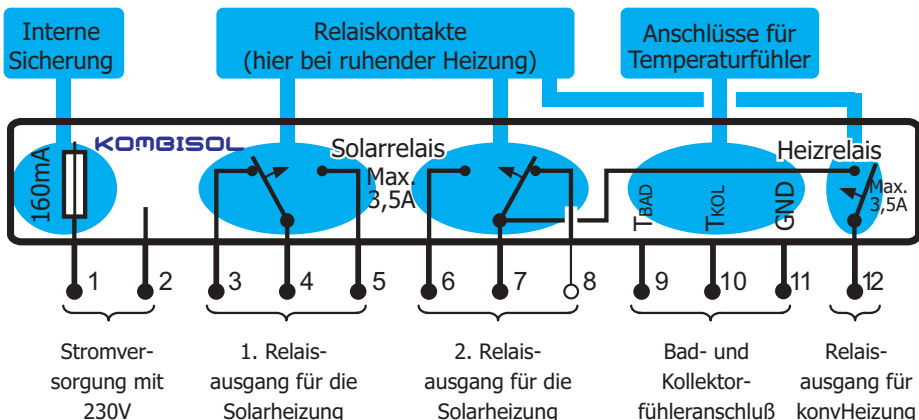 Interne
Sicherung
Relaiskontakte
(hier bei ruhender Heizung)
Anschlüsse für
Temperaturfühler
KOMBISOL
160mA
Solarrelais
Max.
3,5A
TBAD
TKOL
GND
Heizrelais
Max.
3,5A
1
2
3
4
5
6
7
8
9
10
11
12
Stromver-
sorgung mit
230V
1. Relais-
ausgang für die
Solarheizung
2. Relais-
ausgang für die
Solarheizung
Bad- und
Kollektor-
fühleranschluß
Relais-
ausgang für
konvHeizung